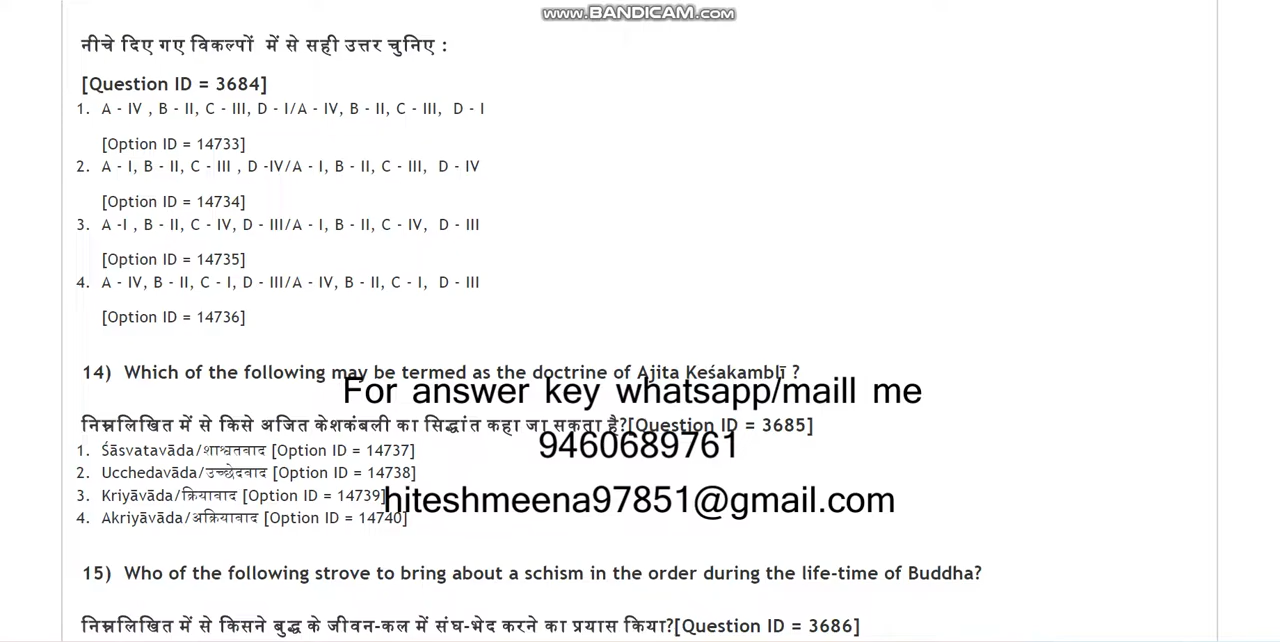 www.BANDICAM.com
नीचे दिए गए विकल्पों में से सही उत्तर चुनिए :
[Question ID = 3684]
1. A - IV , B - II, C - III, D - I/A - IV, B - II, C - III, D - I
[Option ID = 14733]
2. A - I, B - II, C - III , D -IV/A - I, B - II, C - III, D - IV
[Option ID = 14734]
3. A -I , B - II, C - IV, D - III/A - I, B - II, C - IV, D - III
[Option ID = 14735]
4. A - IV, B - II, C - I, D - III/A - IV, B - II, C - I, D - III
[Option ID = 14736]
14) Which of the following may be termed as the doctrine of Ajita Keśakamblī ?
For answer key whatsapp/maill me
निम्नलिखित में से किसे अजित केशकंबली का सिद्धांत कहा जा सकता है?[Question ID = 3685]
9460689761
1. Śāsvatavāda/शाश्वतवाद [Option ID = 14737]
2. Ucchedavāda/उच्छेदवाद [Option ID = 14738]
3. Kriyāvāda/क्रियावाद [Option ID = 14739]
hiteshmeena97851@gmail.com
4. Akriyāvāda/अक्रियावाद [Option ID = 14740]
15) Who of the following strove to bring about a schism in the order during the life-time of Buddha?
निम्नलिखित में से किसने बुद्ध के जीवन-कल में संघ-भेद करने का प्रयास किया?[Question ID = 3686]